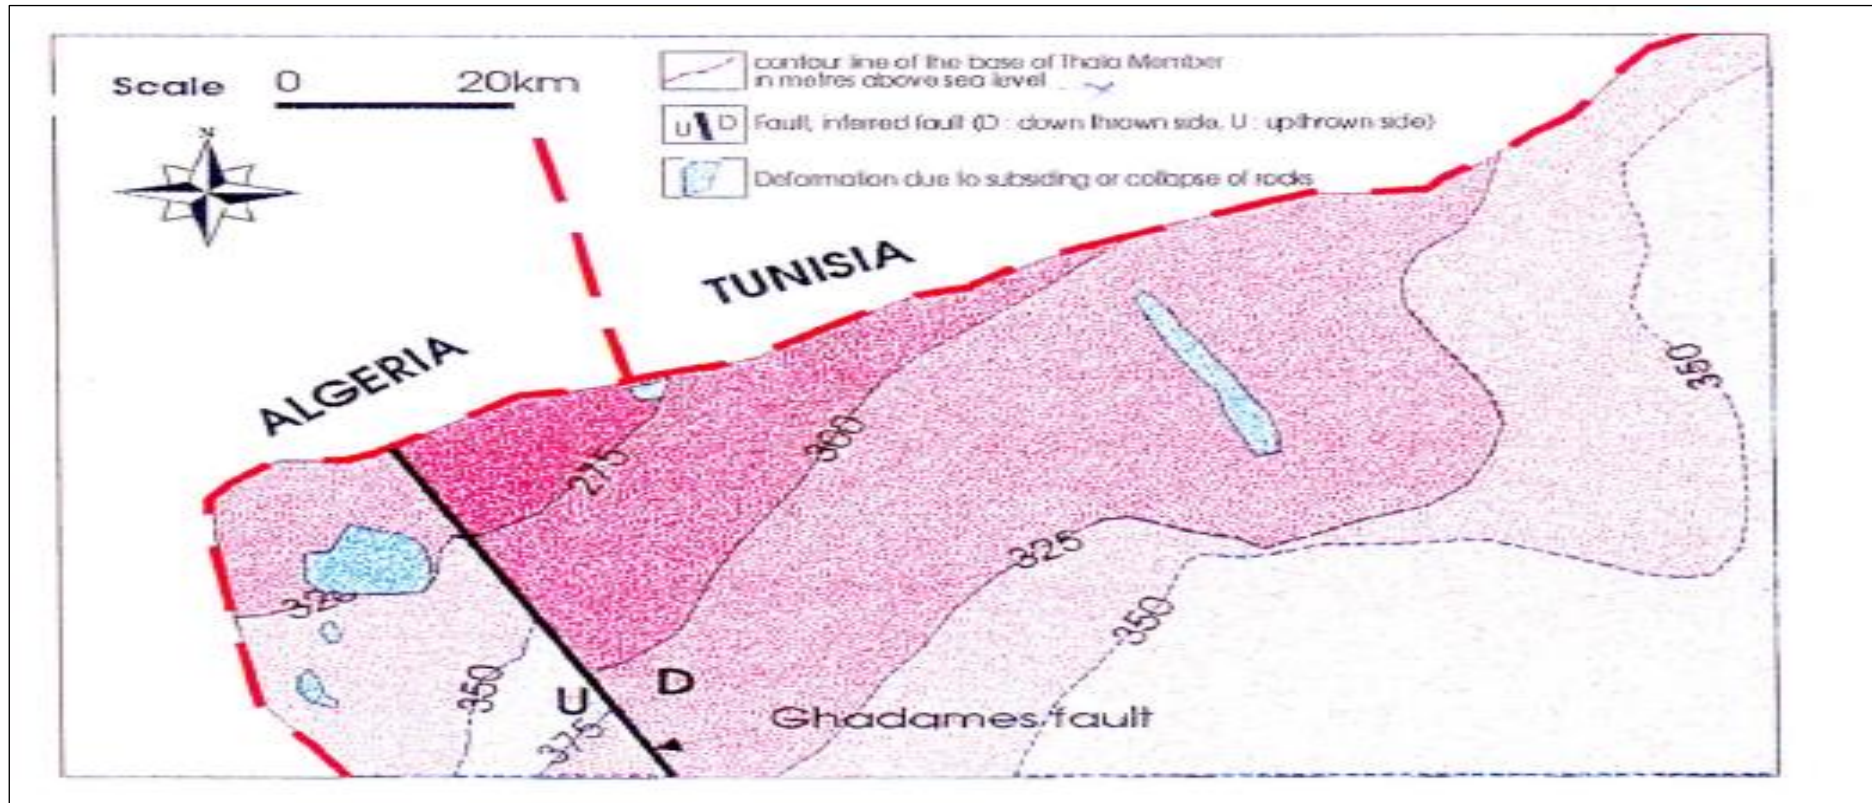 Scale 0 20km
N
contour line of the base of Thala Member
in metres above sea level
U D Fault, inferred fault (D : down thrown side, U : upthrown side)
Deformation due to subsiding or collapse of rocks
TUNISIA
ALGERIA
350
300
275
325
350
350
U
D
375
Ghadames fault